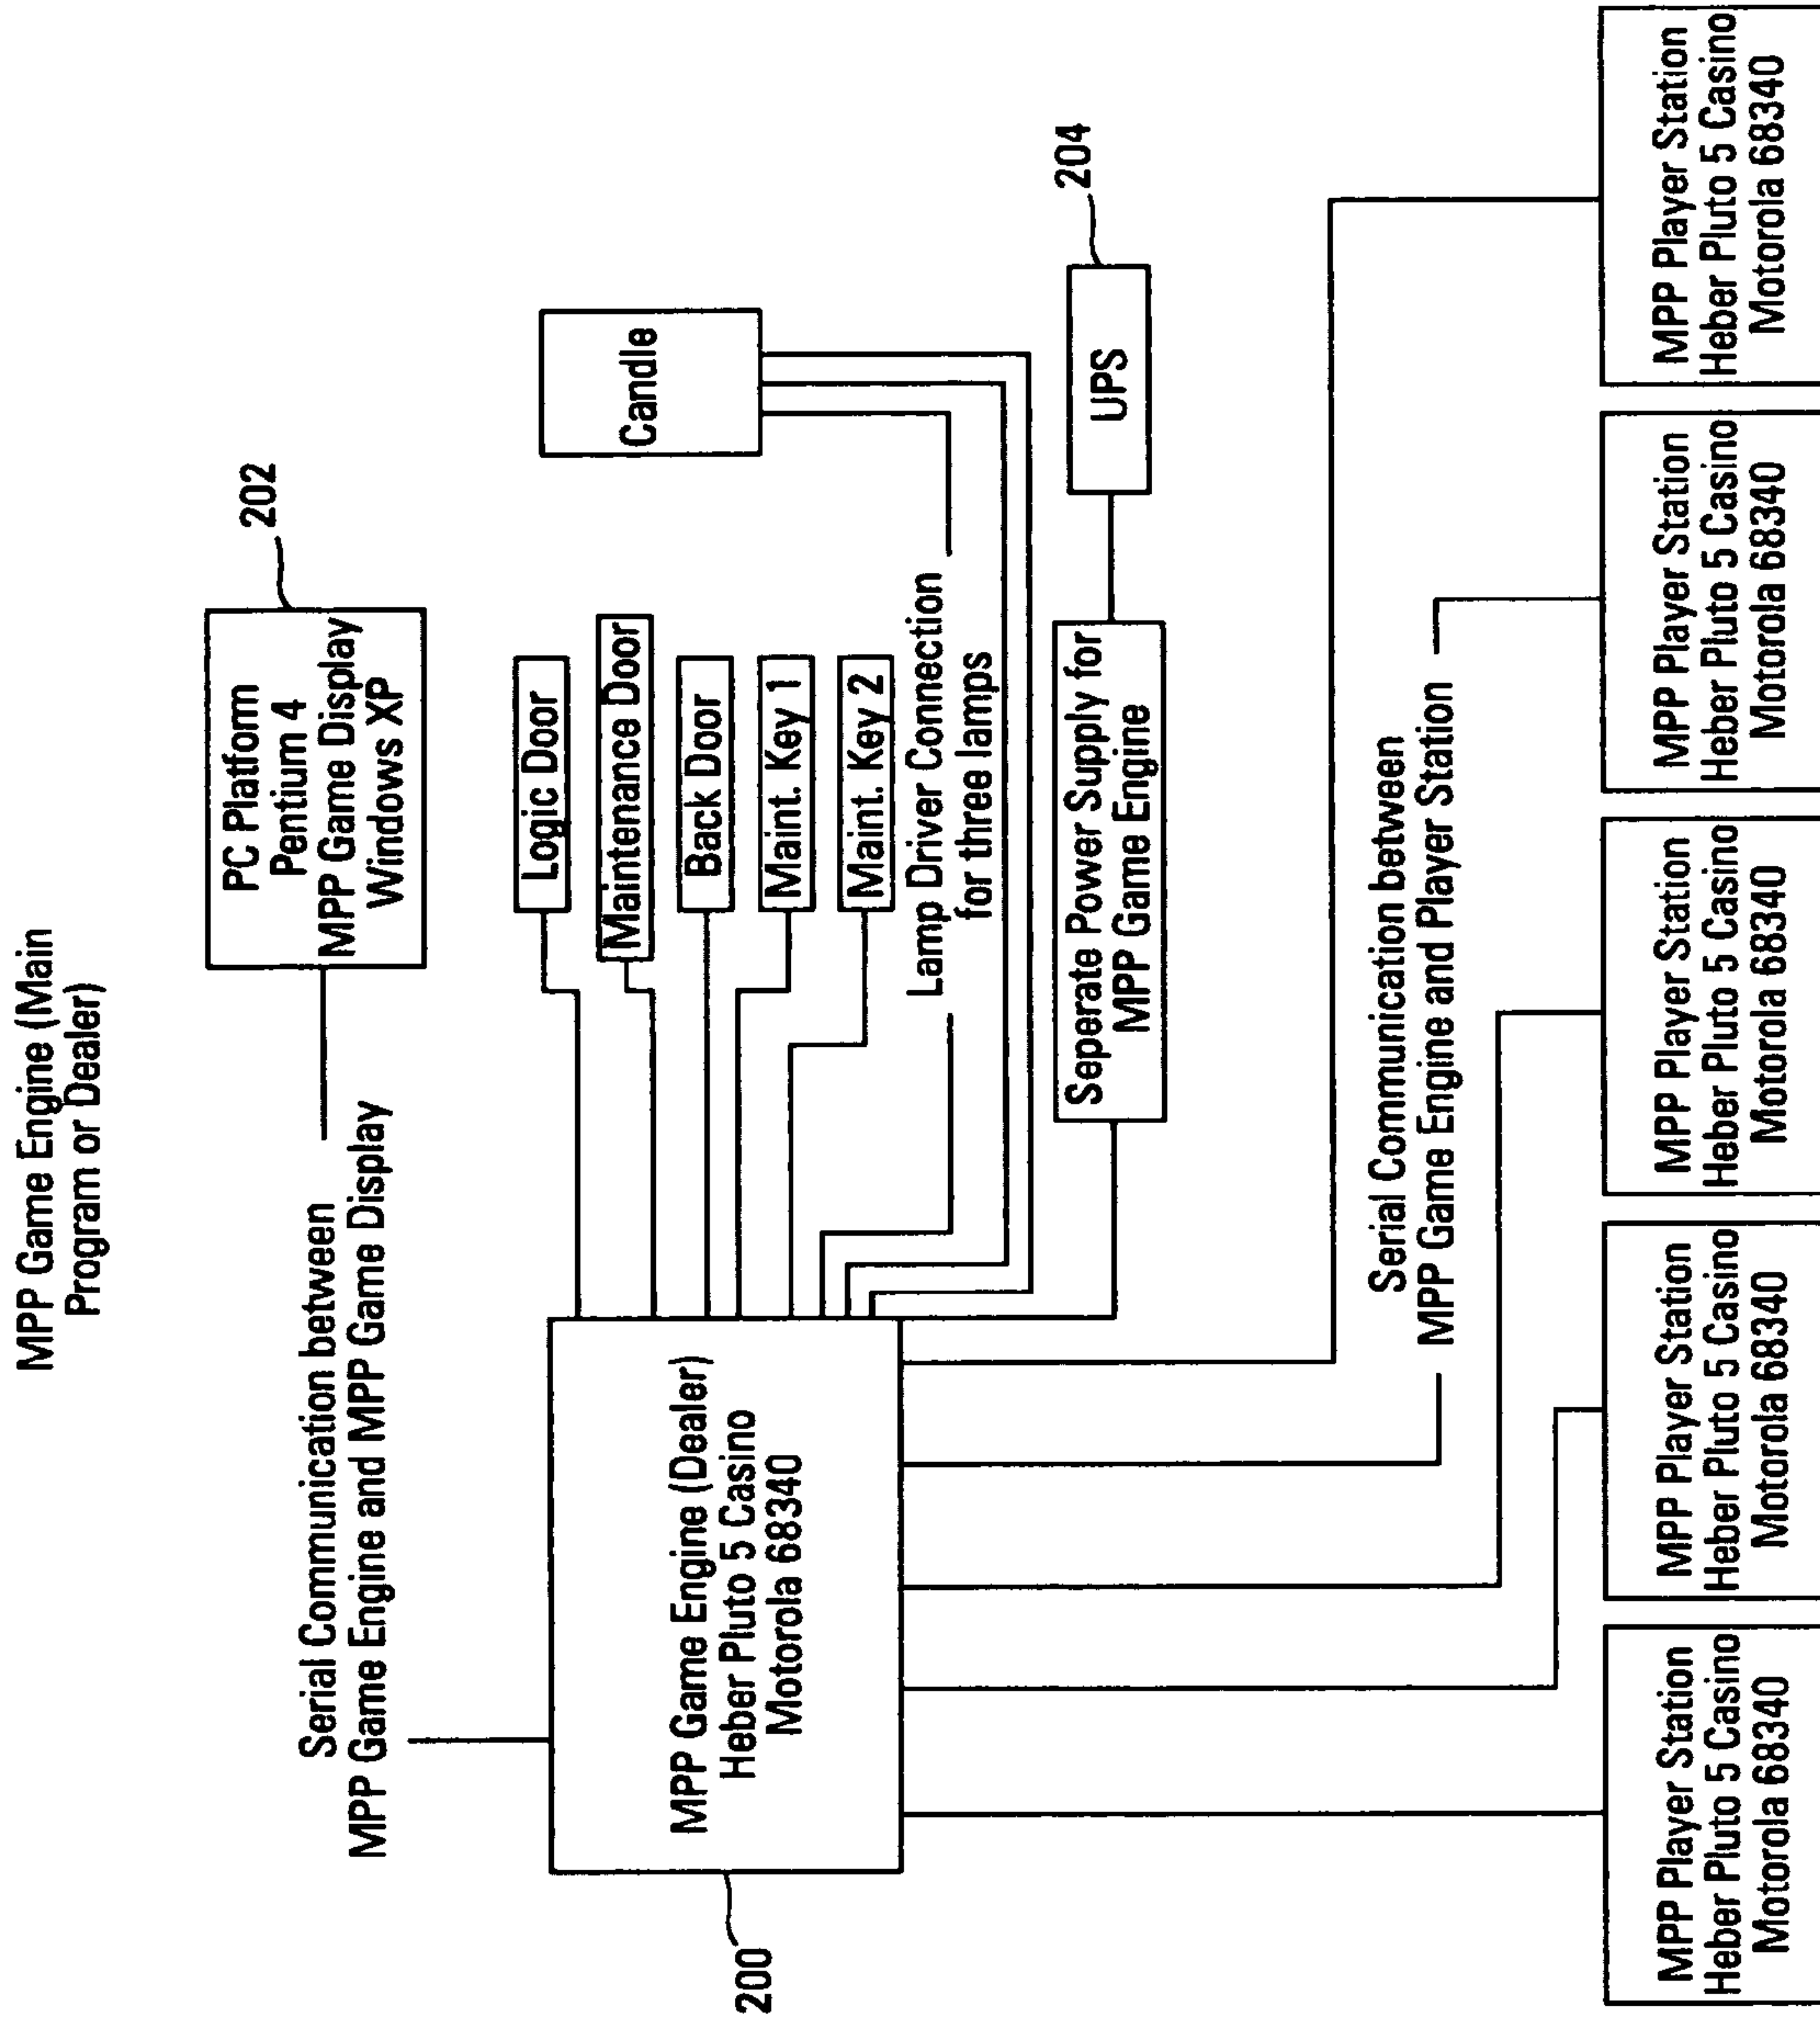 MPP Game Engine (Main
Program or Dealer)
202
PC Platform
Pentium 4
MPP Game Display
Windows XP
Serial Communication between
MPP Game Engine and MPP Game Display
Logic Door
Maintenance Door
Back Door
Maint. Key 1
Maint. Key 2
Candle
Lamp Driver Connection
for three lamps
204
UPS
Seperate Power Supply for
MPP Game Engine
MPP Game Engine (Dealer)
Heber Pluto 5 Casino
Motorola 68340
200
Serial Communication between
MPP Game Engine and Player Station
MPP Player Station
Heber Pluto 5 Casino
Motorola 68340
MPP Player Station
Heber Pluto 5 Casino
Motorola 68340
MPP Player Station
Heber Pluto 5 Casino
Motorola 68340
MPP Player Station
Heber Pluto 5 Casino
Motorola 68340
MPP Player Station
Heber Pluto 5 Casino
Motorola 68340